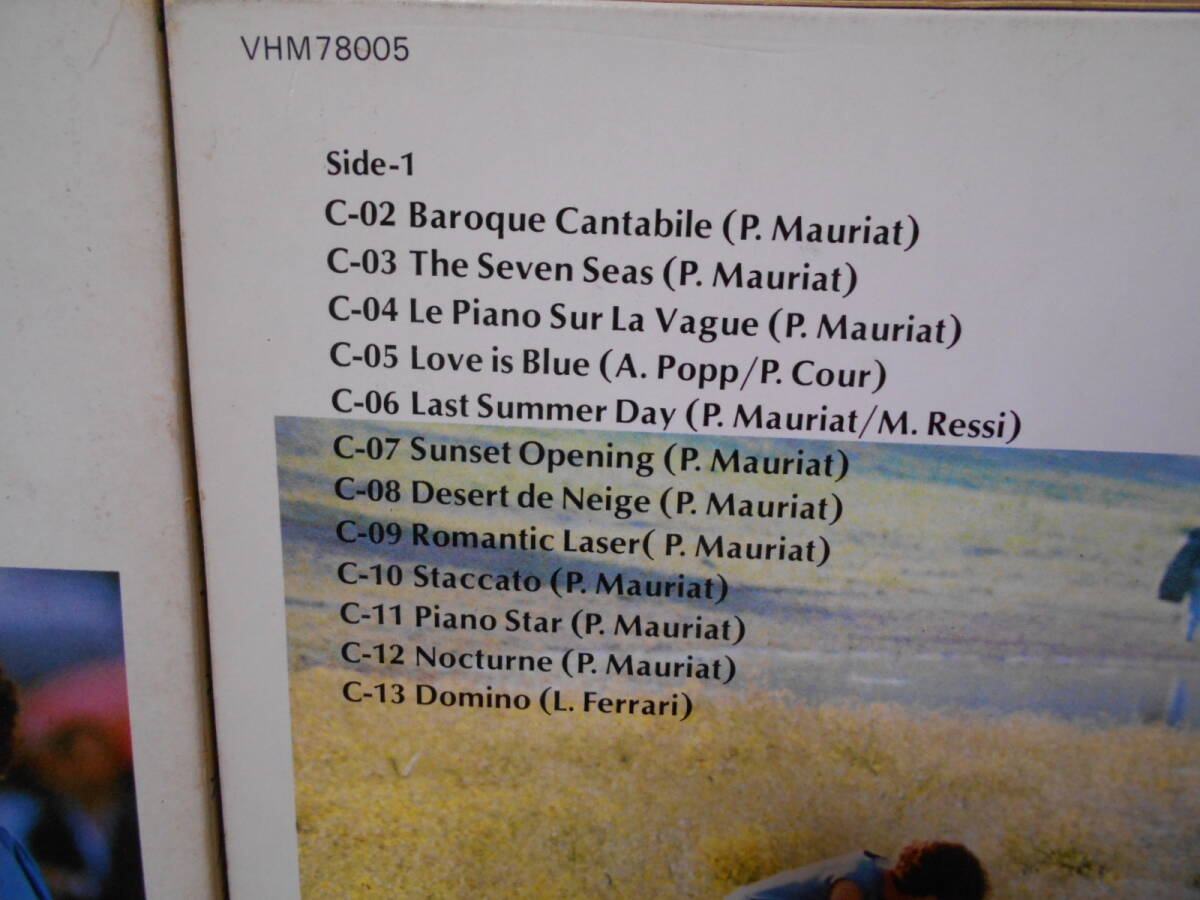 VHM78005
Side-1
C-02 Baroque Cantabile (P. Mauriat)
C-03 The Seven Seas (P. Mauriat)
C-04 Le Piano Sur La Vague (P. Mauriat)
C-05 Love is Blue (A. Popp/P. Cour)
C-06 Last Summer Day (P. Mauriat/M. Ressi)
C-07 Sunset Opening (P. Mauriat)
C-08 Desert de Neige (P. Mauriat)
C-09 Romantic Laser( P. Mauriat)
C-10 Staccato (P. Mauriat)
C-11 Piano Star (P. Mauriat)
C-12 Nocturne (P. Mauriat)
C-13 Domino (L. Ferrari)